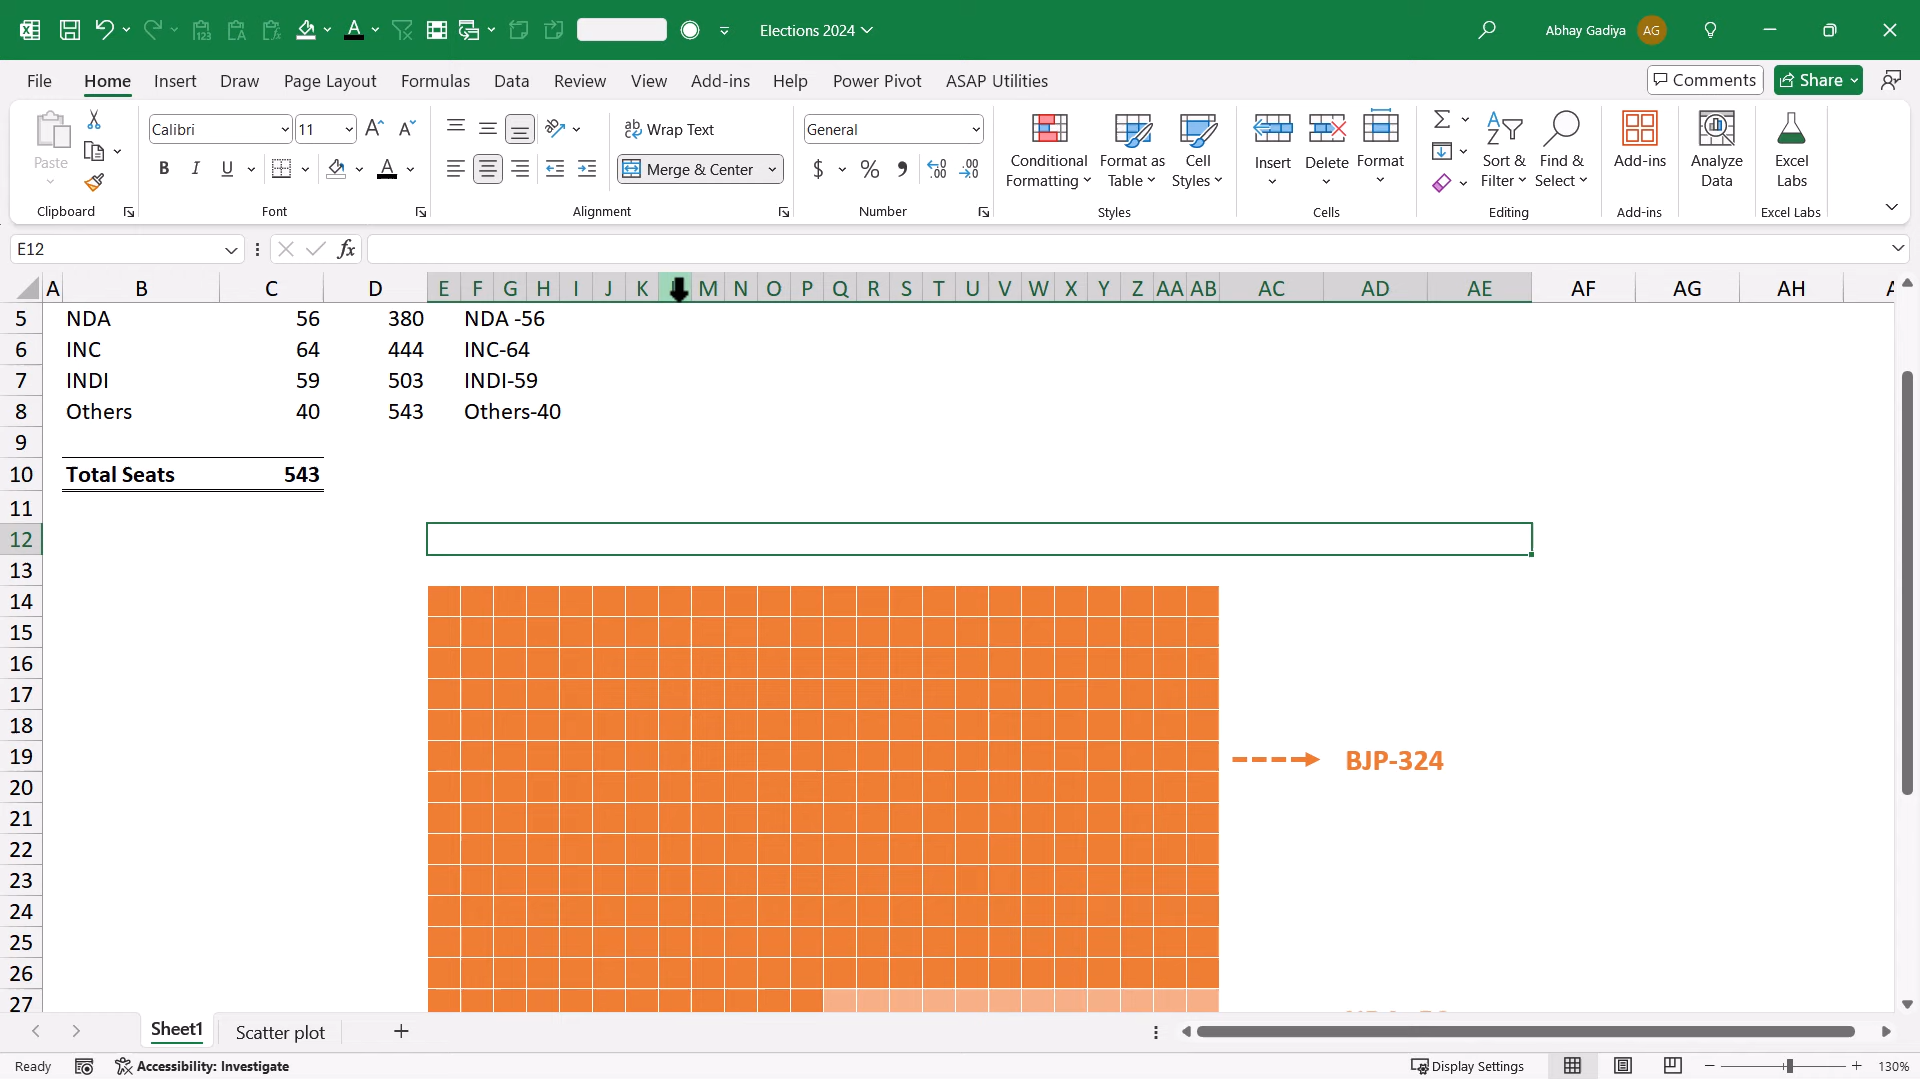 Elections 2024
Abhay Gadiya AG
File Home Insert Draw Page Layout Formulas Data Review View Add-ins Help Power Pivot ASAP Utilities Comments Share
Paste
Clipboard
Calibri 11
B I U
Font
Wrap Text
Merge & Center
Alignment
General
$ % ,
Number
Conditional Formatting
Format as Table
Cell Styles
Styles
Insert
Delete
Format
Cells
Sort & Filter
Find & Select
Editing
Add-ins
Add-ins
Analyze Data
Excel Labs
Excel Labs
E12 fx
A B C D E F G H I J K M N O P Q R S T U V W X Y Z AA AB AC AD AE AF AG AH
5 NDA 56 380 NDA -56
6 INC 64 444 INC-64
7 INDI 59 503 INDI-59
8 Others 40 543 Others-40
9
10 Total Seats 543
11
12
13
14
15
16
17
18
19 BJP-324
20
21
22
23
24
25
26
27
Sheet1 Scatter plot
Ready Accessibility: Investigate Display Settings 130%